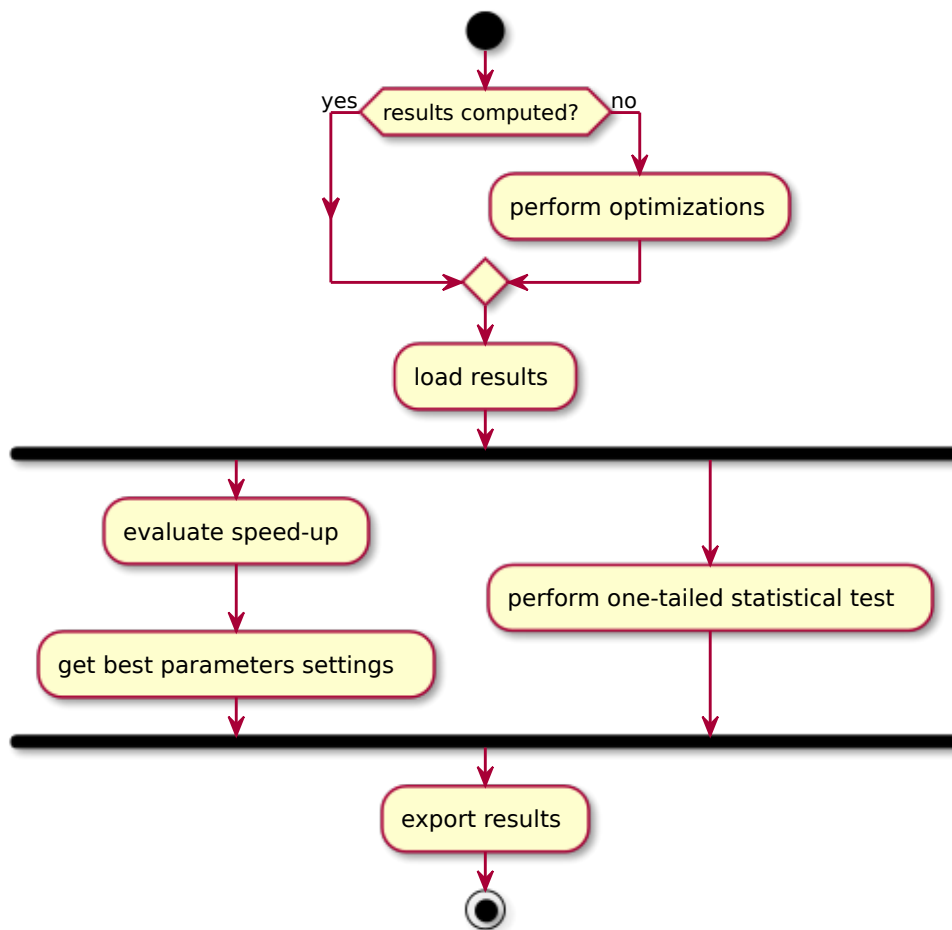 yes
results computed?
no
perform optimizations
load results
evaluate speed-up
perform one-tailed statistical test
get best parameters settings
export results